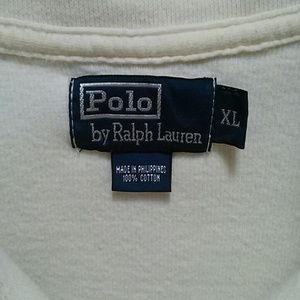 Polo
by Ralph Lauren
XL
MADE IN PHILIPPINES
100% COTTON